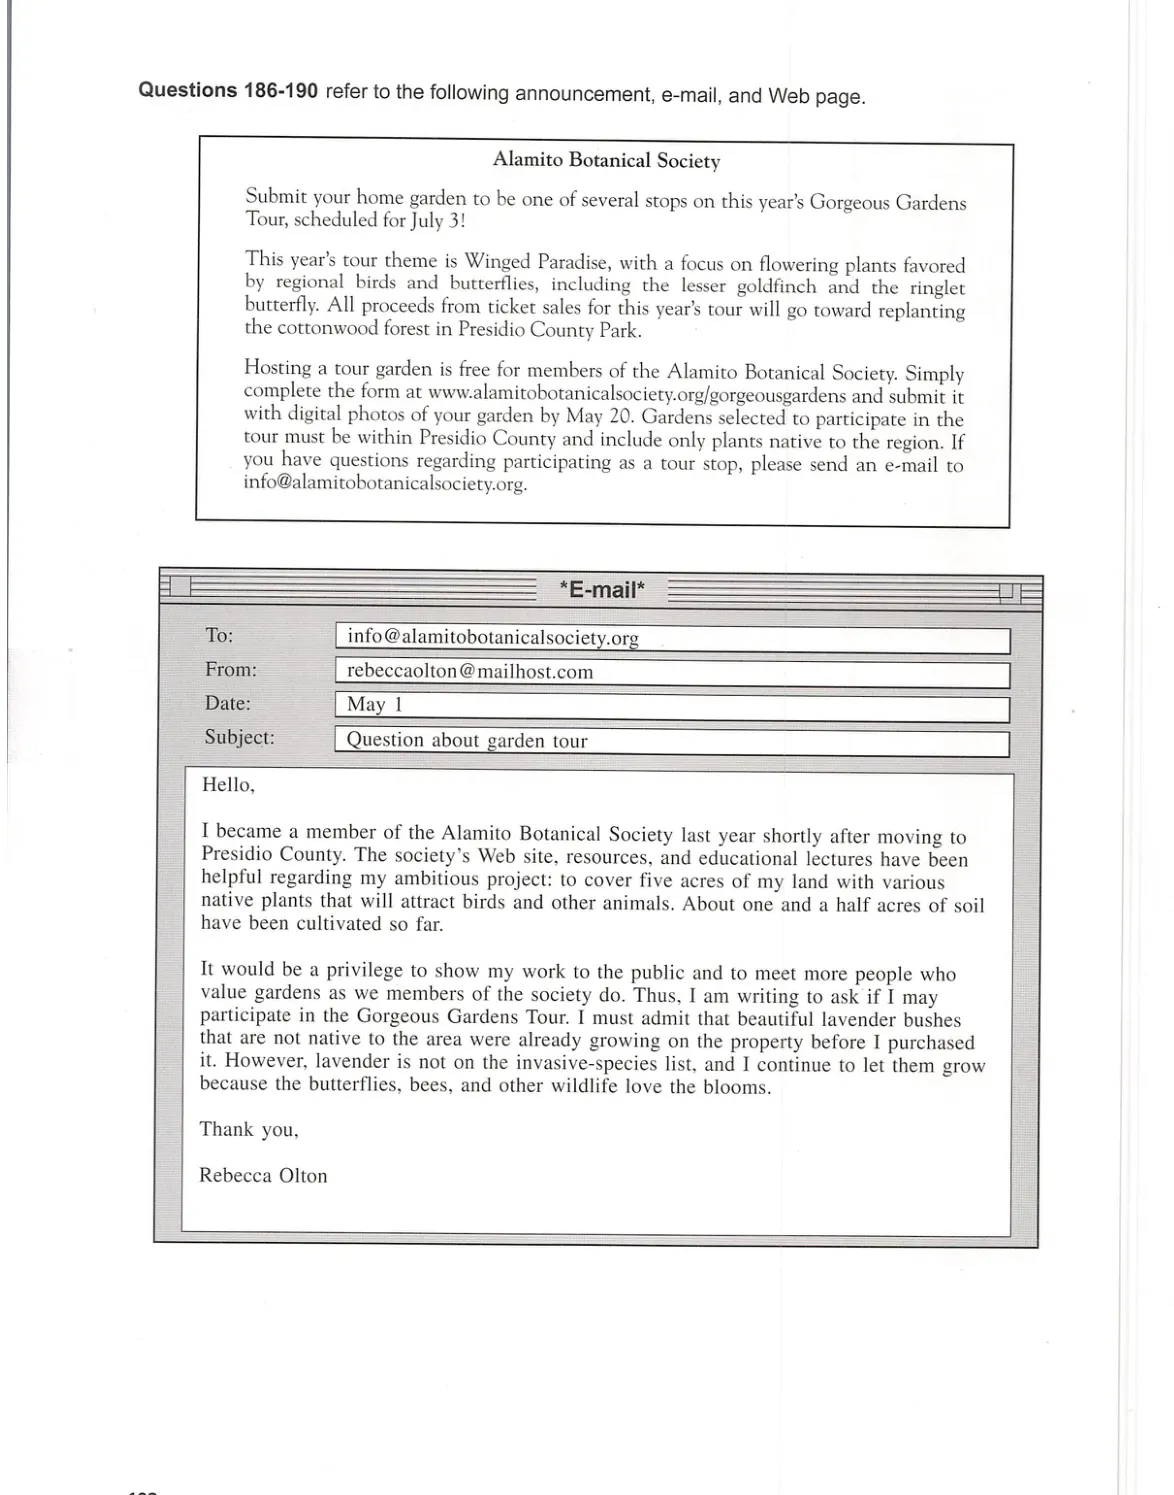 Questions 186-190 refer to the following announcement, e-mail, and Web page.
Alamito Botanical Society
Submit your home garden to be one of several stops on this year's Gorgeous Gardens
Tour, scheduled for July 3!
This year's tour theme is Winged Paradise, with a focus on flowering plants favored
by regional birds and butterflies, including the lesser goldfinch and the ringlet
butterfly. All proceeds from ticket sales for this year's tour will go toward replanting
the cottonwood forest in Presidio County Park.
Hosting a tour garden is free for members of the Alamito Botanical Society. Simply
complete the form at www.alamitobotanicalsociety.org/gorgeousgardens and submit it
with digital photos of your garden by May 20. Gardens selected to participate in the
tour must be within Presidio County and include only plants native to the region. If
you have questions regarding participating as a tour stop, please send an e-mail to
info@alamitobotanicalsociety.org.
*E-mail*
To: info@alamitobotanicalsociety.org
From: rebeccaolton@mailhost.com
Date: May 1
Subject: Question about garden tour
Hello,
I became a member of the Alamito Botanical Society last year shortly after moving to
Presidio County. The society's Web site, resources, and educational lectures have been
helpful regarding my ambitious project: to cover five acres of my land with various
native plants that will attract birds and other animals. About one and a half acres of soil
have been cultivated so far.
It would be a privilege to show my work to the public and to meet more people who
value gardens as we members of the society do. Thus, I am writing to ask if I may
participate in the Gorgeous Gardens Tour. I must admit that beautiful lavender bushes
that are not native to the area were already growing on the property before I purchased
it. However, lavender is not on the invasive-species list, and I continue to let them grow
because the butterflies, bees, and other wildlife love the blooms.
Thank you,
Rebecca Olton